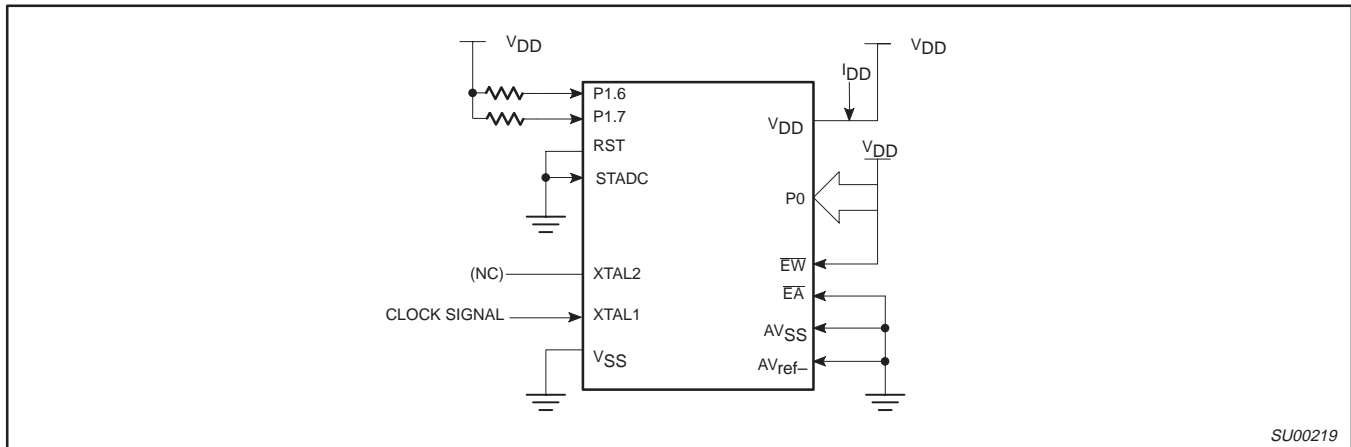 VDD
VDD
IDD
P1.6
P1.7
VDD
RST
VDD
STADC
P0
(NC)
XTAL2
EW
EA
CLOCK SIGNAL
XTAL1
AVSS
VSS
AVref–
SU00219